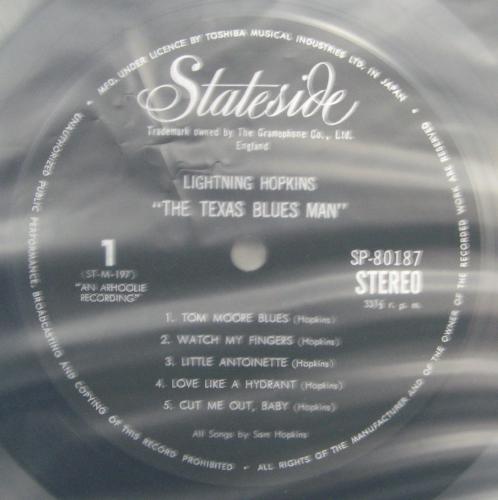 MFD. UNDER LICENCE BY TOSHIBA MUSICAL INDUSTRIES LTD. IN JAPAN
Stateside
Trademark owned by The Gramophone Co., Ltd.
England
LIGHTNING HOPKINS
"THE TEXAS BLUES MAN"
1
(ST-M-197)
"AN ARHOOLIE
RECORDING"
SP-80187
STEREO
33⅓ r. p. m.
1. TOM MOORE BLUES (Hopkins)
2. WATCH MY FINGERS (Hopkins)
3. LITTLE ANTOINETTE (Hopkins)
4. LOVE LIKE A HYDRANT (Hopkins)
5. CUT ME OUT, BABY (Hopkins)
All Songs by Sam Hopkins
UNAUTHORIZED PUBLIC PERFORMANCE, BROADCASTING AND COPYING OF THIS RECORD PROHIBITED • ALL RIGHTS OF THE MANUFACTURER AND OF THE OWNER OF THE RECORDED WORK ARE RESERVED